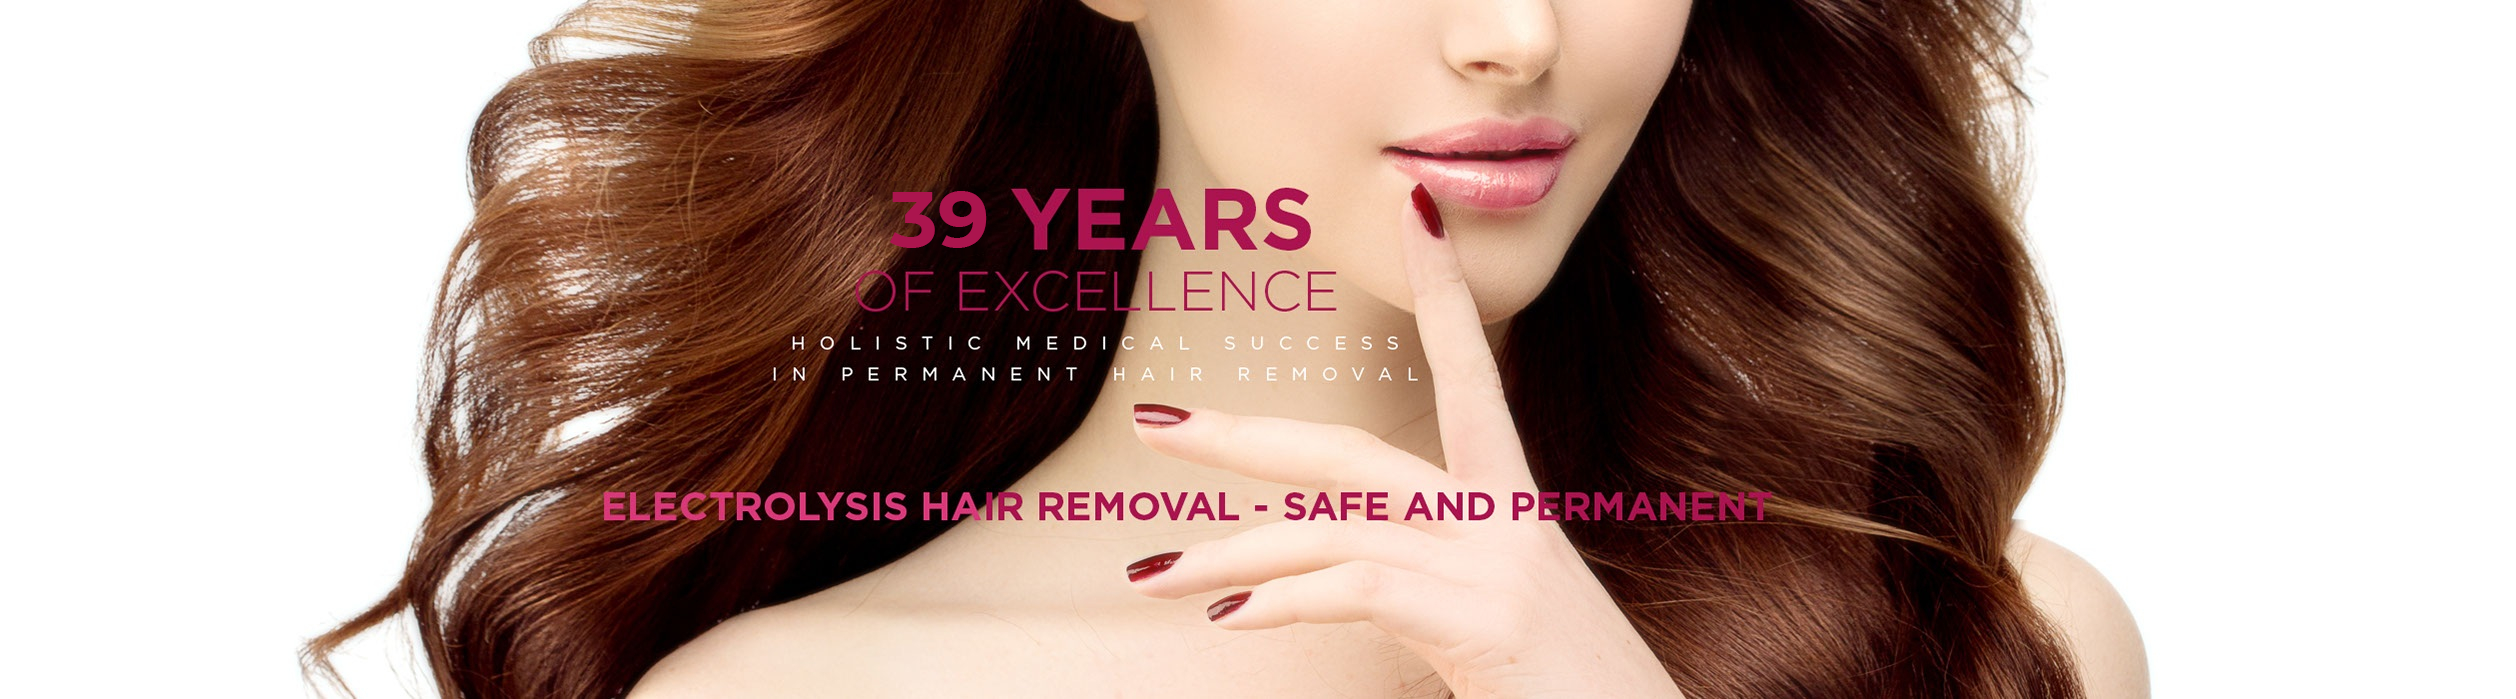 39 YEARS
OF EXCELLENCE
HOLISTIC MEDICAL SUCCESS
IN PERMANENT HAIR REMOVAL
ELECTROLYSIS HAIR REMOVAL - SAFE AND PERMANENT